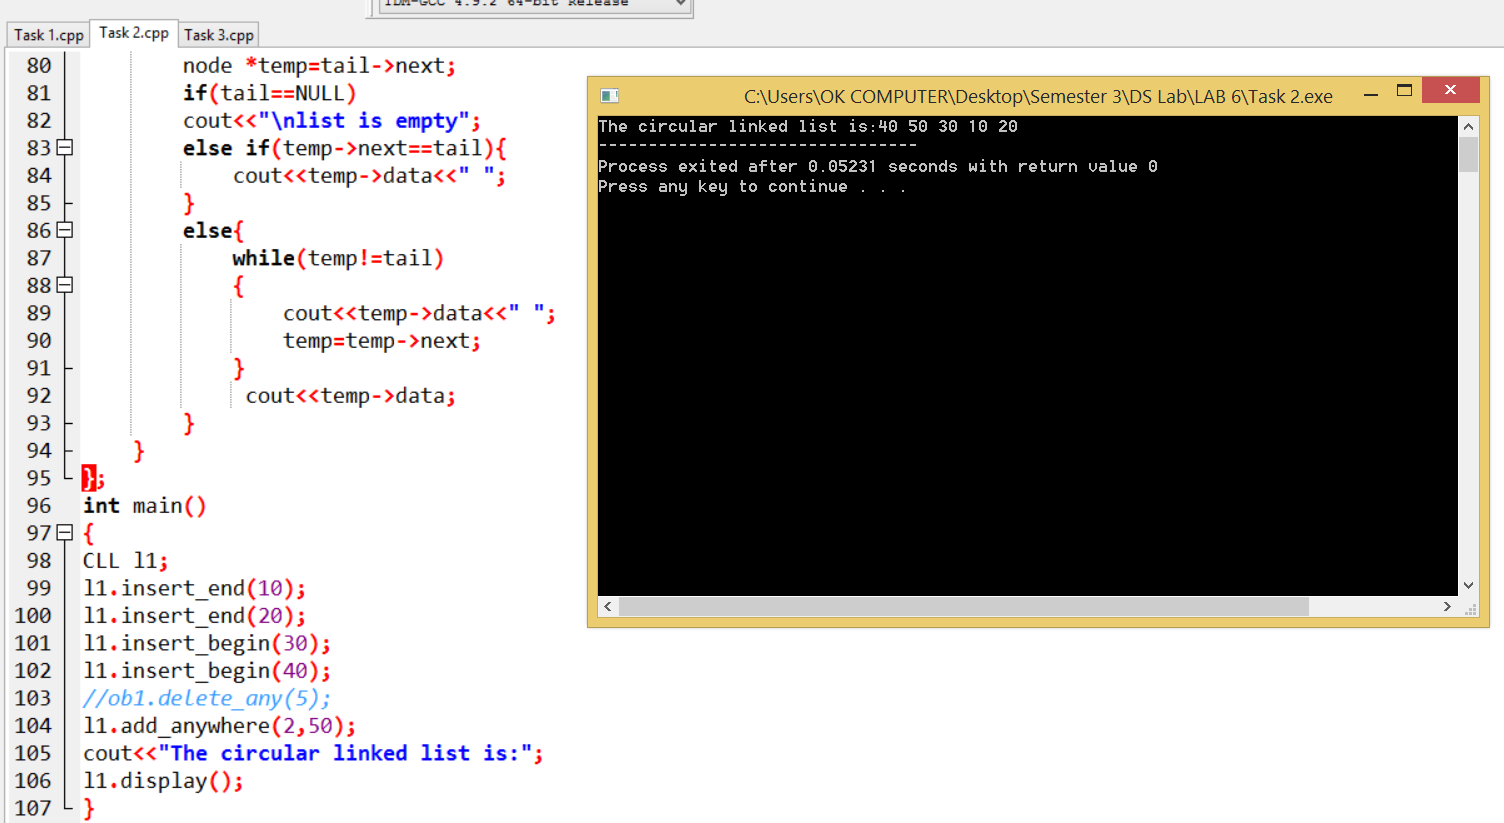 TDM-GCC 4.9.2 64-bit Release
Task 1.cpp Task 2.cpp Task 3.cpp
80 node *temp=tail->next;
81 if(tail==NULL)
82 cout<<"\nlist is empty";
83 else if(temp->next==tail){
84 cout<<temp->data<<" ";
85 }
86 else{
87 while(temp!=tail)
88 {
89 cout<<temp->data<<" ";
90 temp=temp->next;
91 }
92 cout<<temp->data;
93 }
94 }
95 };
96 int main()
97 {
98 CLL l1;
99 l1.insert_end(10);
100 l1.insert_end(20);
101 l1.insert_begin(30);
102 l1.insert_begin(40);
103 //ob1.delete_any(5);
104 l1.add_anywhere(2,50);
105 cout<<"The circular linked list is:";
106 l1.display();
107 }
C:\Users\OK COMPUTER\Desktop\Semester 3\DS Lab\LAB 6\Task 2.exe
The circular linked list is:40 50 30 10 20
--------------------------------
Process exited after 0.05231 seconds with return value 0
Press any key to continue . . .